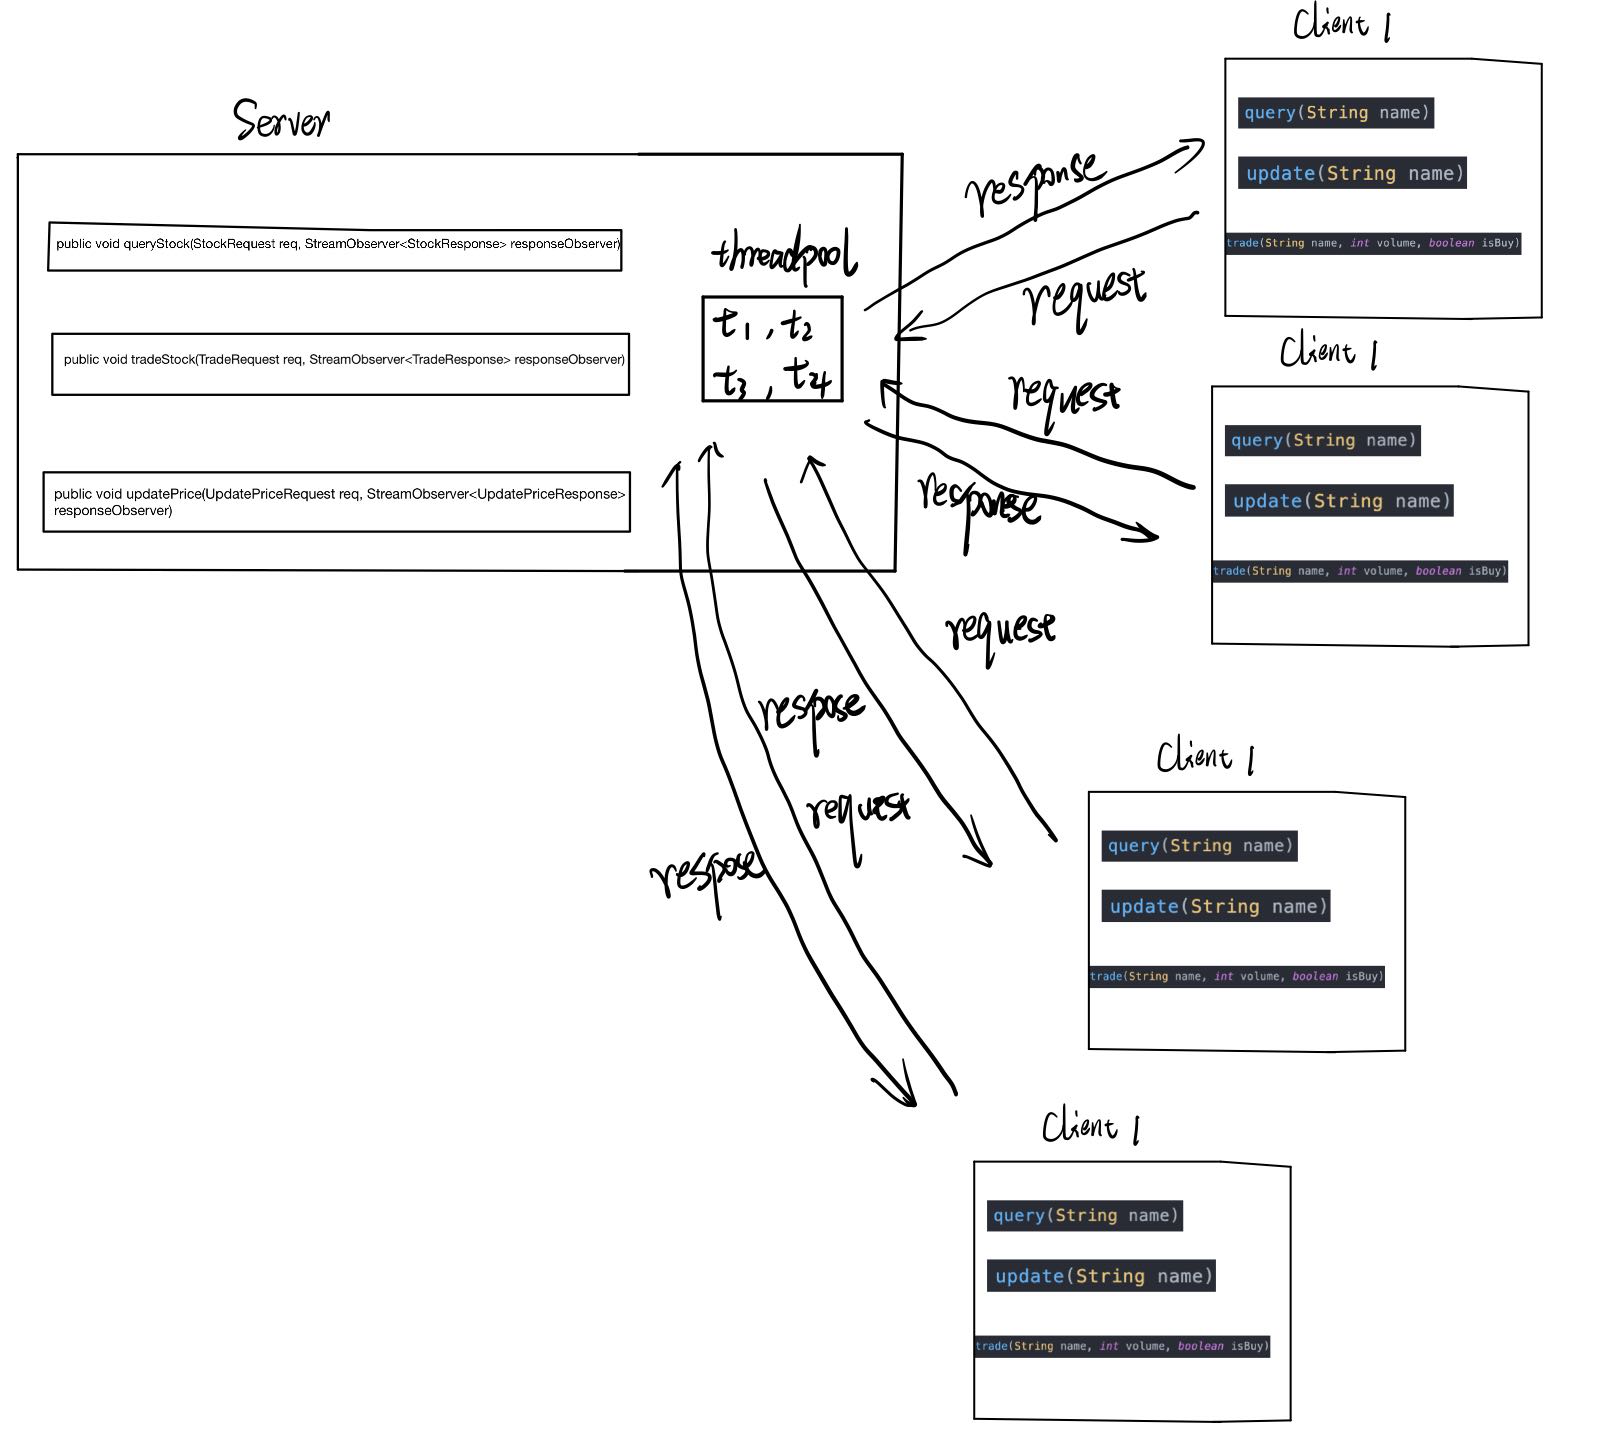 Client 1
query(String name)
update(String name)
trade(String name, int volume, boolean isBuy)
Server
public void queryStock(StockRequest req, StreamObserver<StockResponse> responseObserver)
public void tradeStock(TradeRequest req, StreamObserver<TradeResponse> responseObserver)
public void updatePrice(UpdatePriceRequest req, StreamObserver<UpdatePriceResponse>
responseObserver)
threadpool
t1, t2
t3, t4
response
request
request
response
Client 1
query(String name)
update(String name)
trade(String name, int volume, boolean isBuy)
request
respose
request
respose
Client 1
query(String name)
update(String name)
trade(String name, int volume, boolean isBuy)
Client 1
query(String name)
update(String name)
trade(String name, int volume, boolean isBuy)